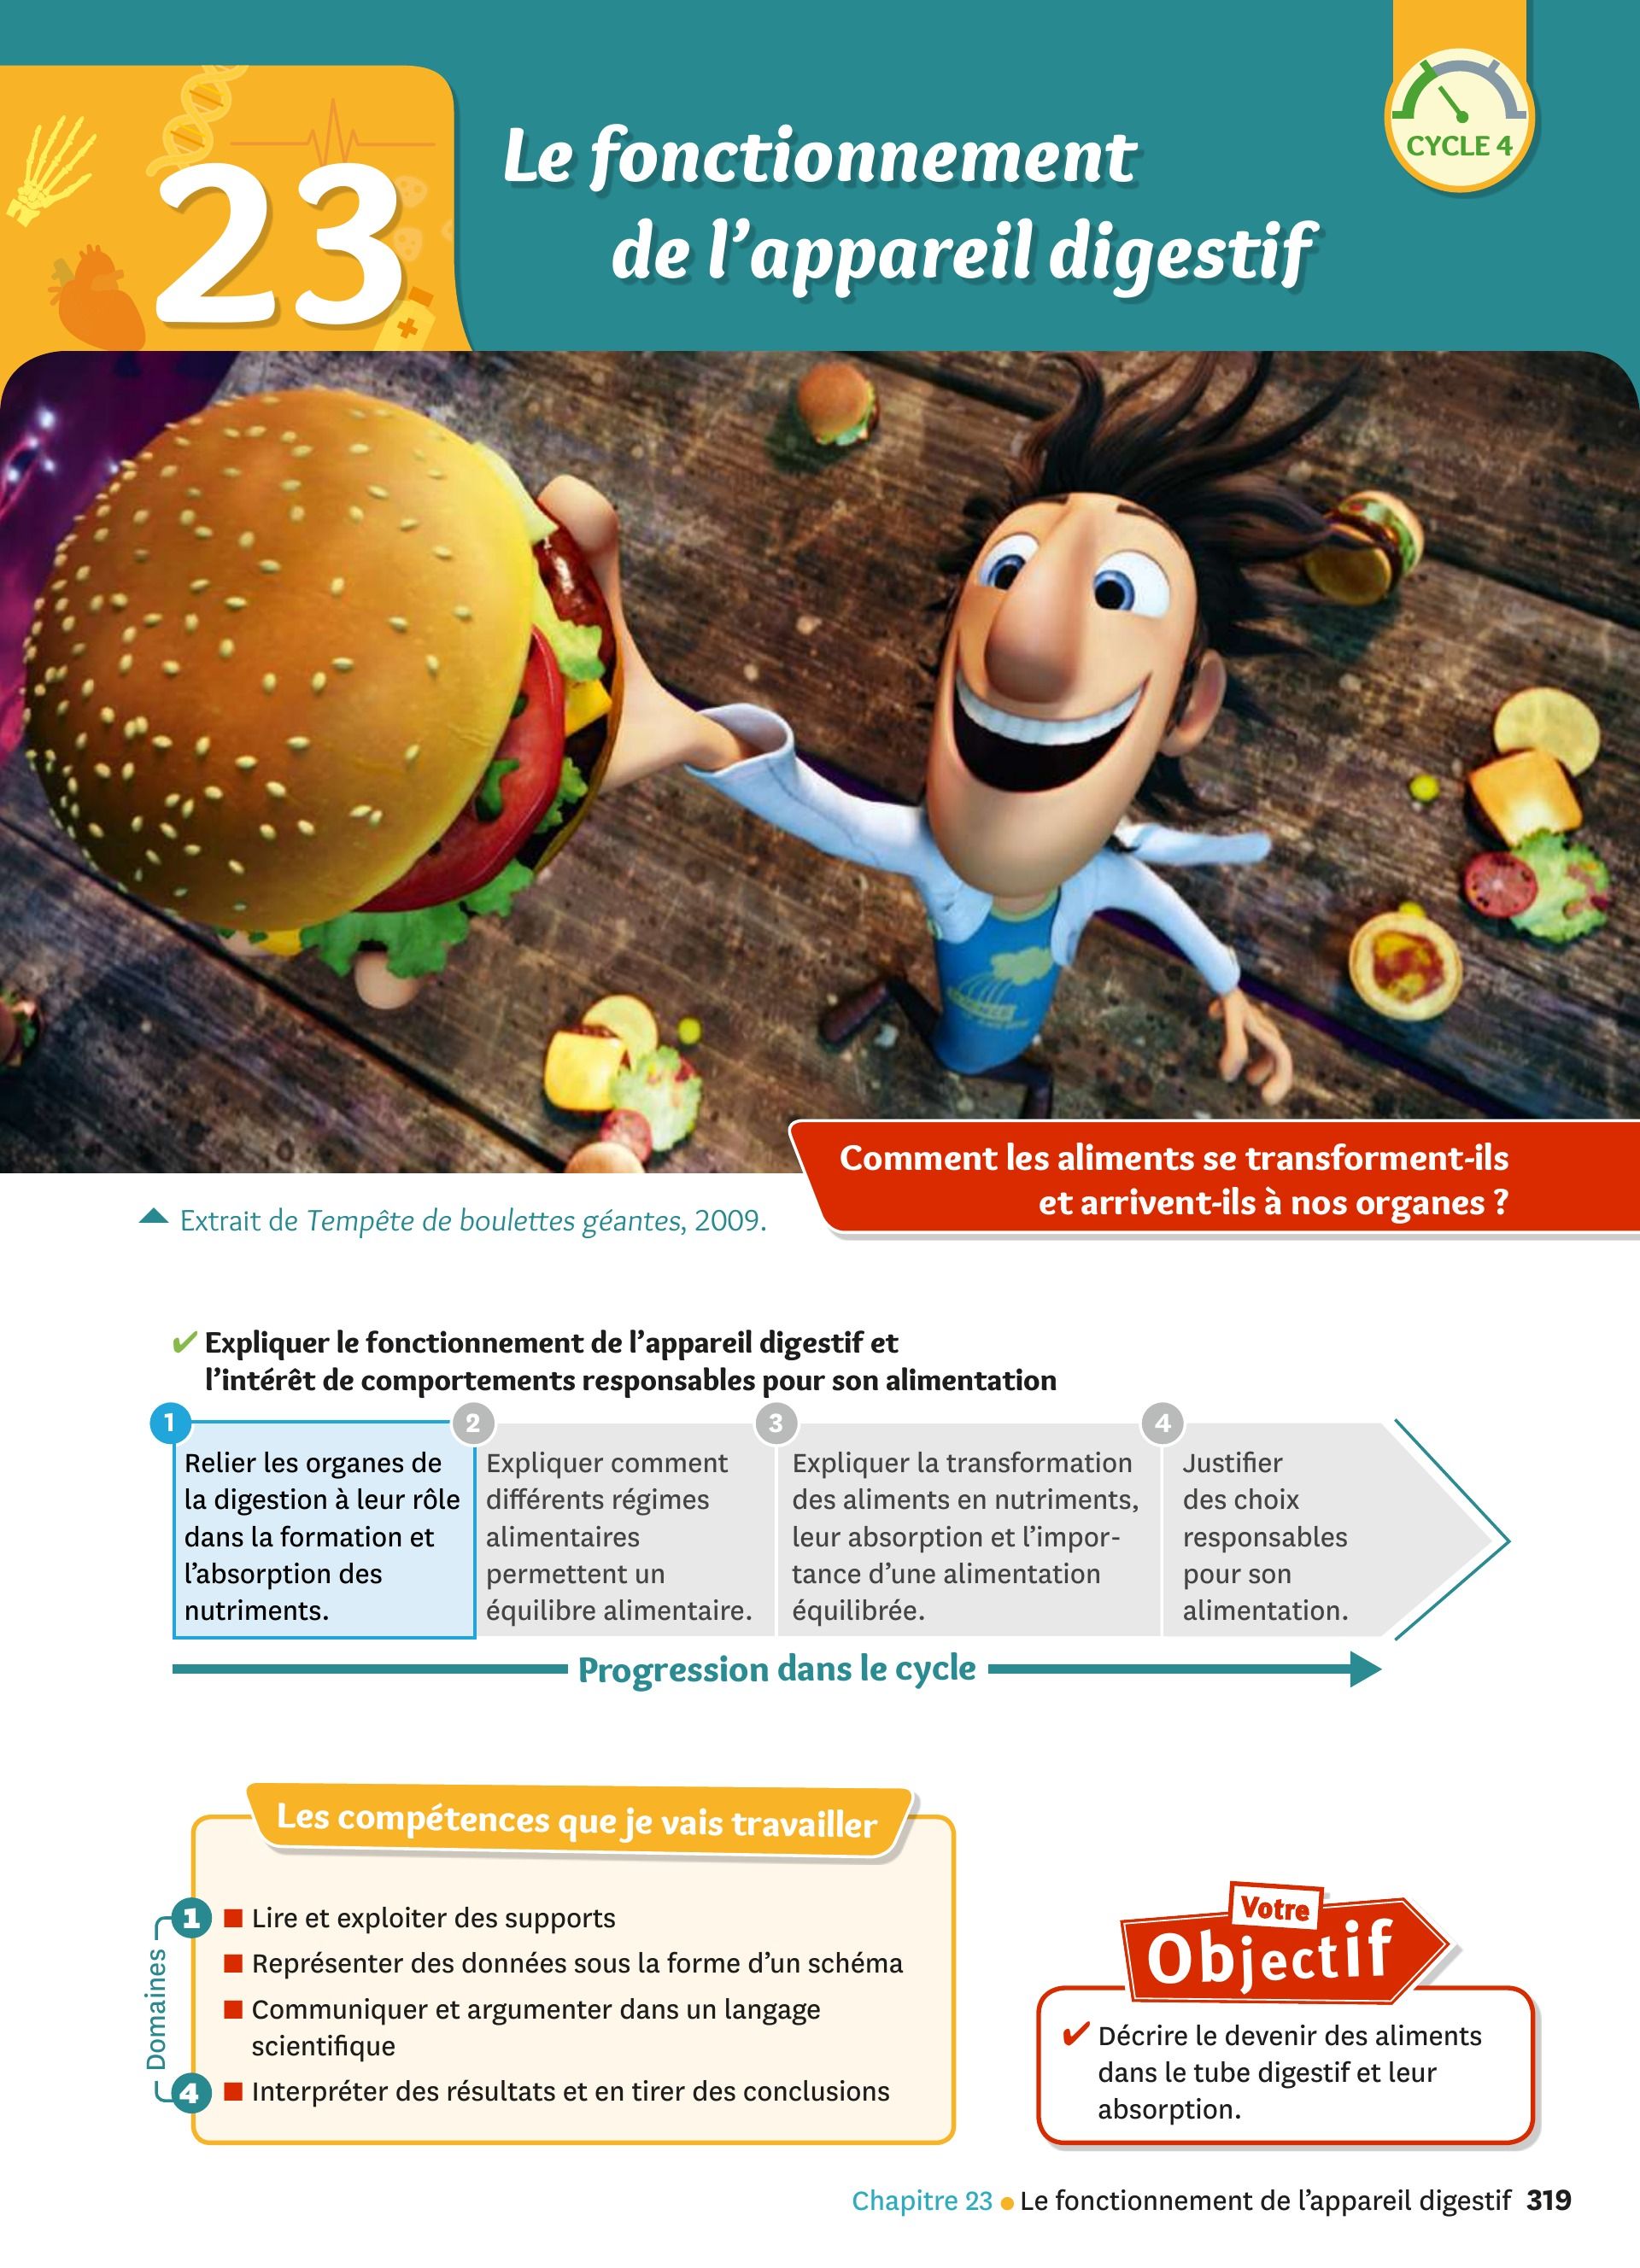 CYCLE 4
23
Le fonctionnement
de l'appareil digestif
Comment les aliments se transforment-ils
et arrivent-ils à nos organes ?
Extrait de Tempête de boulettes géantes, 2009.
✔ Expliquer le fonctionnement de l'appareil digestif et
l'intérêt de comportements responsables pour son alimentation
1
Relier les organes de
la digestion à leur rôle
dans la formation et
l'absorption des
nutriments.
2
Expliquer comment
différents régimes
alimentaires
permettent un
équilibre alimentaire.
3
Expliquer la transformation
des aliments en nutriments,
leur absorption et l'impor-
tance d'une alimentation
équilibrée.
4
Justifier
des choix
responsables
pour son
alimentation.
Progression dans le cycle
Les compétences que je vais travailler
Domaines
1
■ Lire et exploiter des supports
■ Représenter des données sous la forme d'un schéma
■ Communiquer et argumenter dans un langage
scientifique
4
■ Interpréter des résultats et en tirer des conclusions
Votre
Objectif
✔ Décrire le devenir des aliments
dans le tube digestif et leur
absorption.
Chapitre 23 ● Le fonctionnement de l'appareil digestif 319